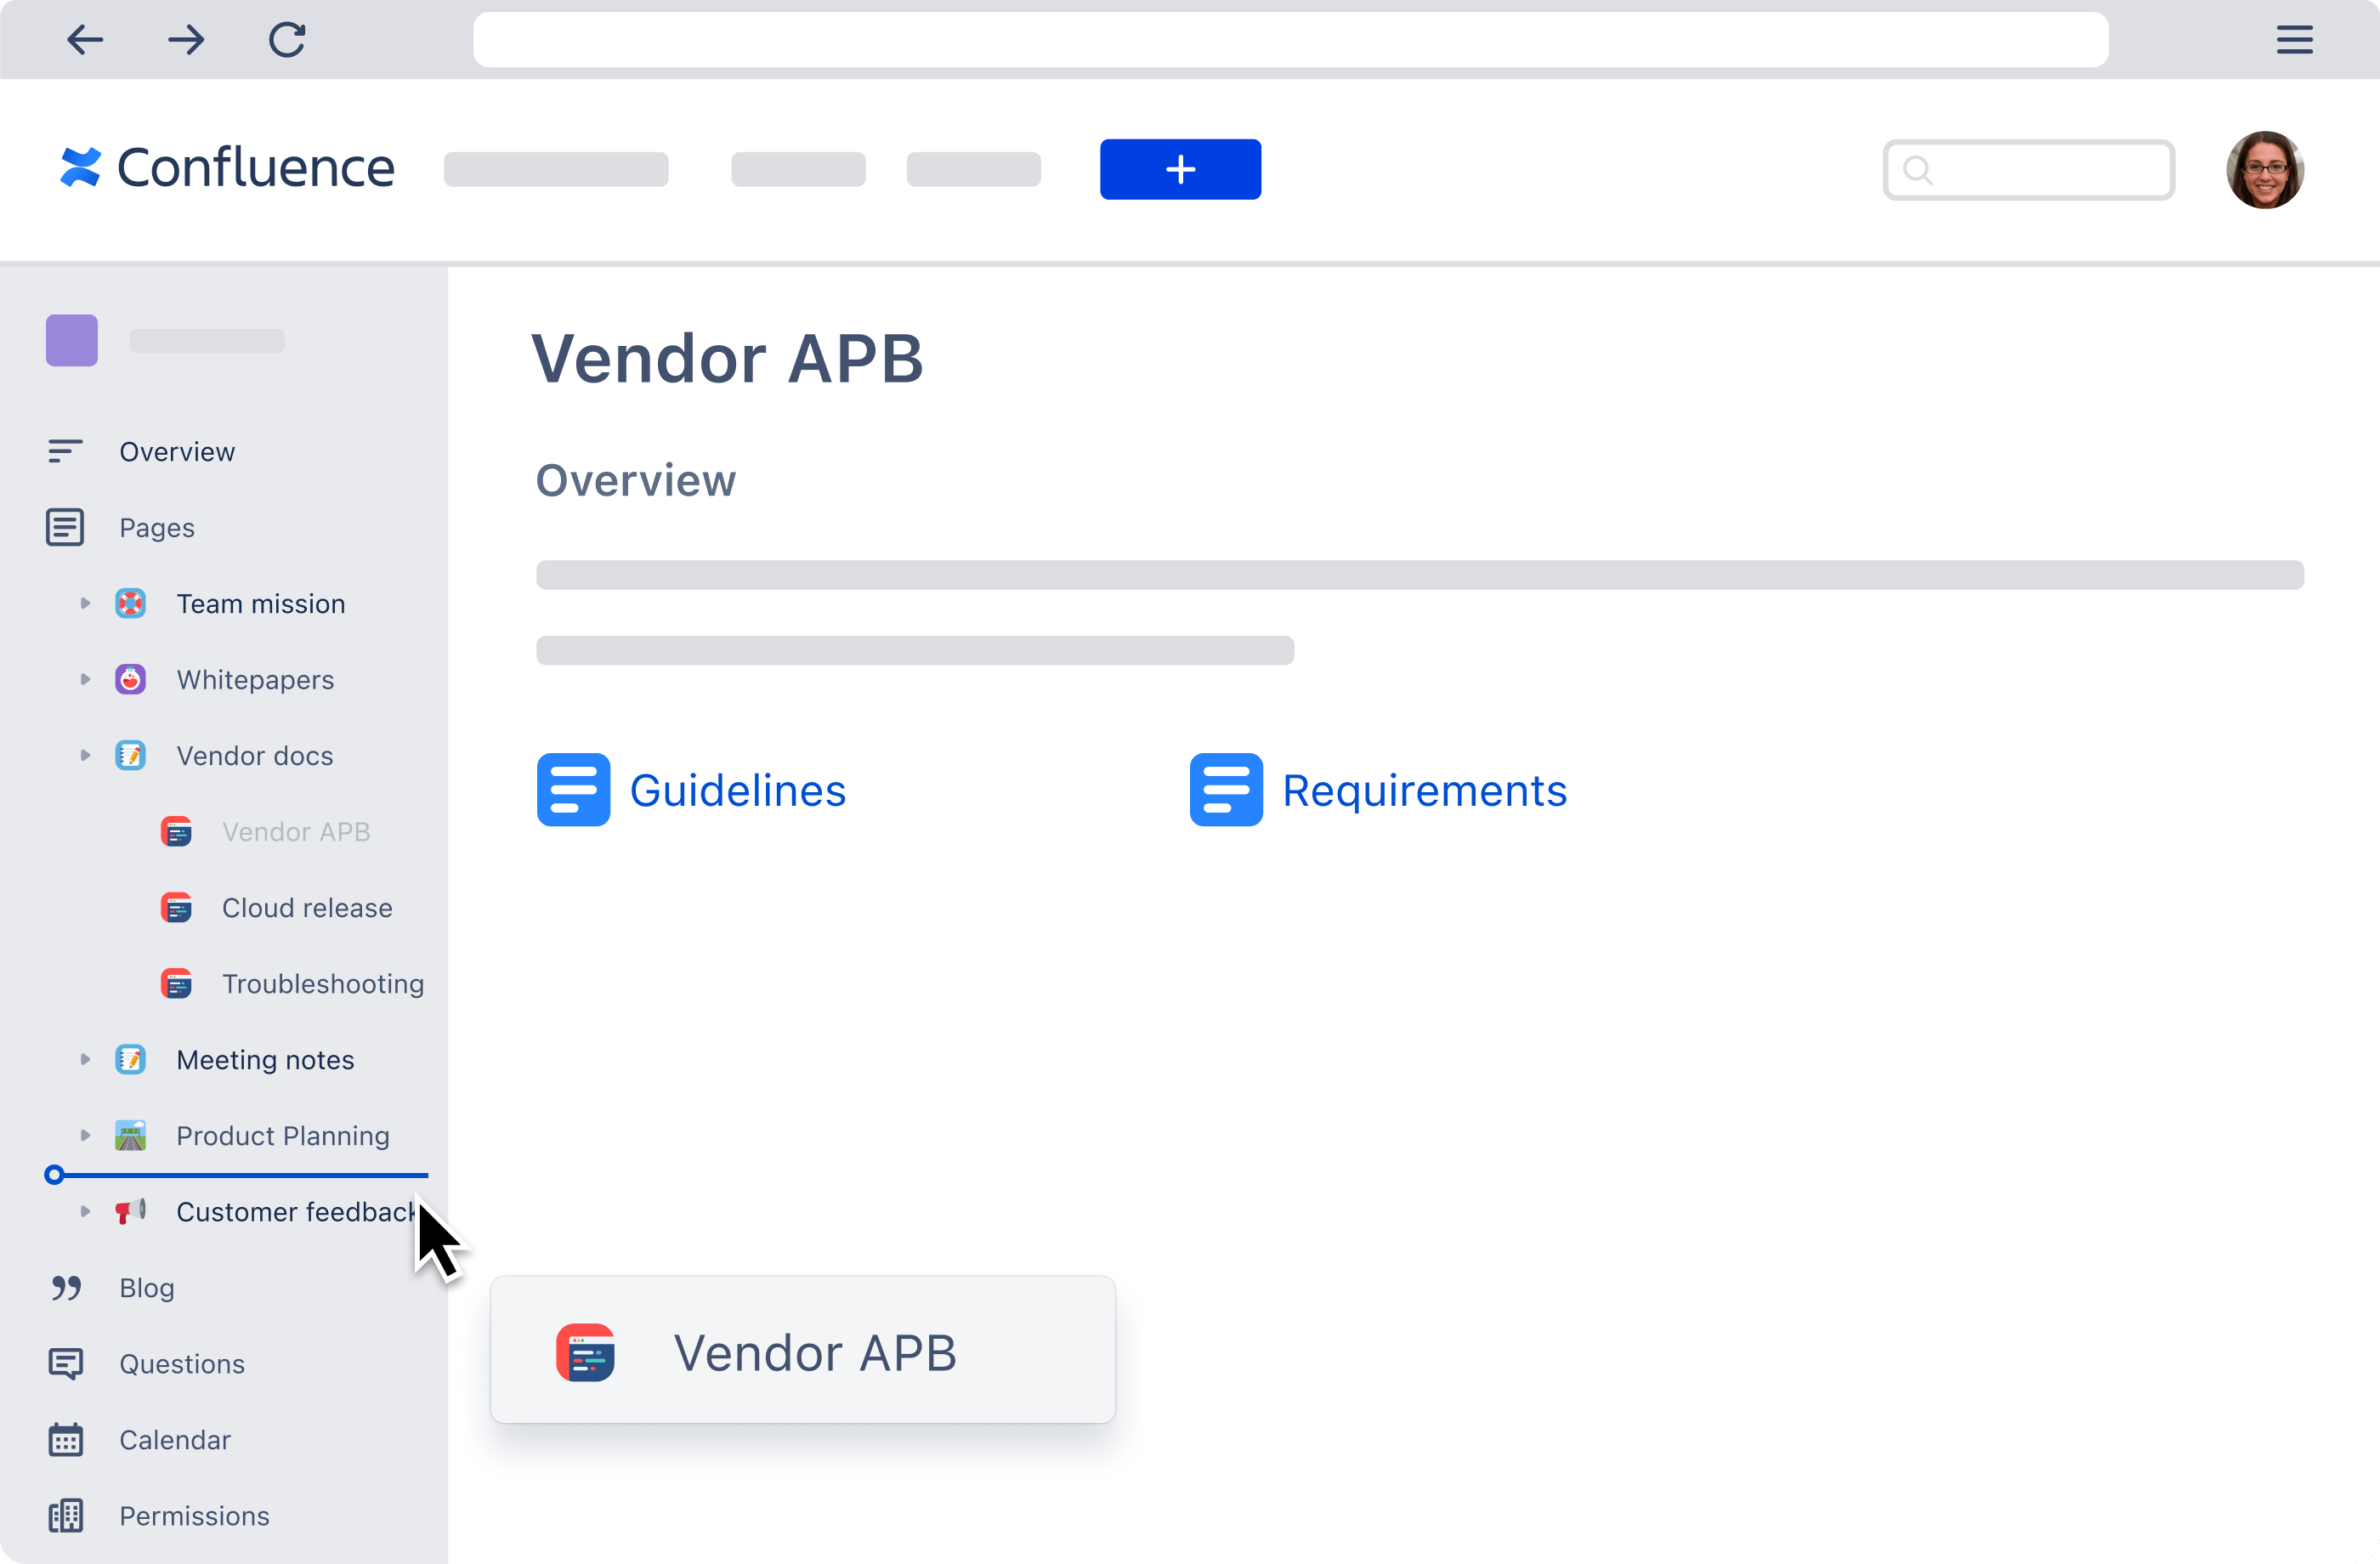 Confluence
Vendor APB
Overview
Guidelines
Requirements
Overview
Pages
Team mission
Whitepapers
Vendor docs
Vendor APB
Cloud release
Troubleshooting
Meeting notes
Product Planning
Customer feedback
Blog
Questions
Calendar
Permissions
Vendor APB